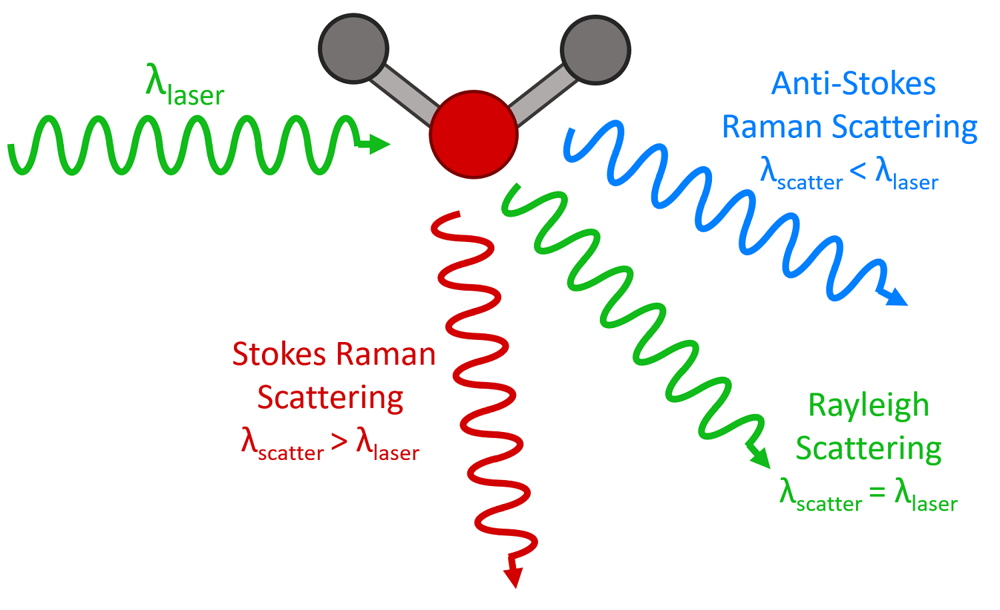 λlaser
Anti-Stokes
Raman Scattering
λscatter < λlaser
Stokes Raman
Scattering
λscatter > λlaser
Rayleigh
Scattering
λscatter = λlaser